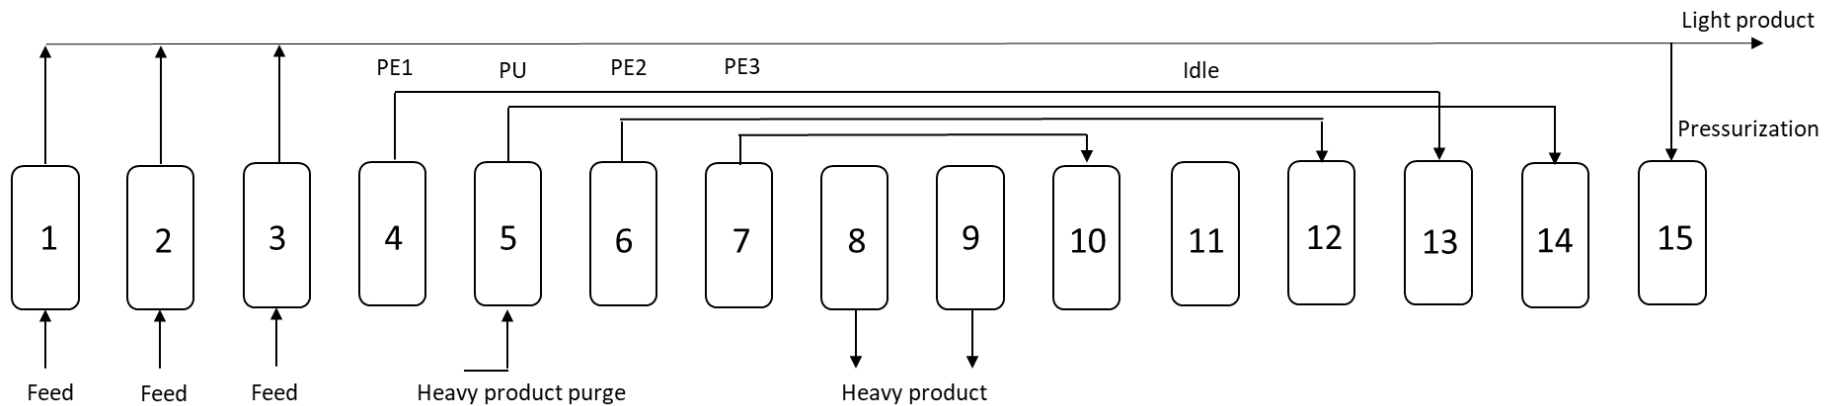 Light product
PE1
PU
PE2
PE3
Idle
Pressurization
1
2
3
4
5
6
7
8
9
10
11
12
13
14
15
Feed
Feed
Feed
Heavy product purge
Heavy product